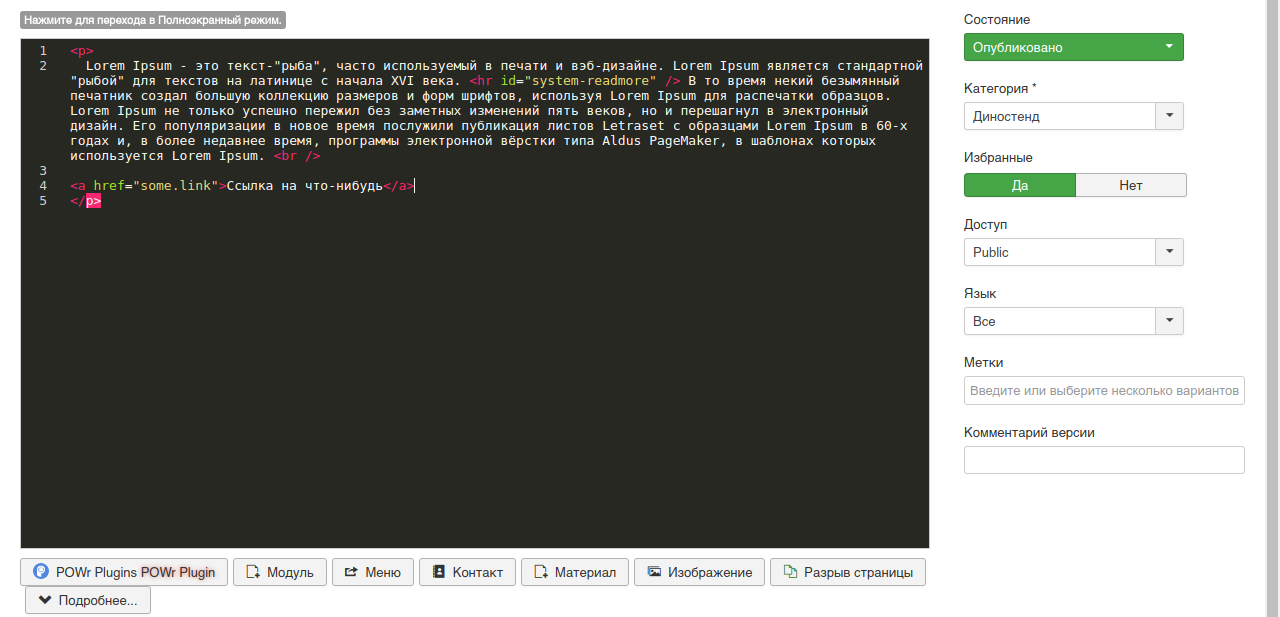 Нажмите для перехода в Полноэкранный режим.
1 <p>
2 Lorem Ipsum - это текст-"рыба", часто используемый в печати и вэб-дизайне. Lorem Ipsum является стандартной
"рыбой" для текстов на латинице с начала XVI века. <hr id="system-readmore" /> В то время некий безымянный
печатник создал большую коллекцию размеров и форм шрифтов, используя Lorem Ipsum для распечатки образцов.
Lorem Ipsum не только успешно пережил без заметных изменений пять веков, но и перешагнул в электронный
дизайн. Его популяризации в новое время послужили публикация листов Letraset с образцами Lorem Ipsum в 60-х
годах и, в более недавнее время, программы электронной вёрстки типа Aldus PageMaker, в шаблонах которых
используется Lorem Ipsum. <br />
3
4 <a href="some.link">Ссылка на что-нибудь</a>
5 </p>
POWr Plugins POWr Plugin
Модуль
Меню
Контакт
Материал
Изображение
Разрыв страницы
Подробнее...
Состояние
Опубликовано
Категория *
Диностенд
Избранные
Да Нет
Доступ
Public
Язык
Все
Метки
Введите или выберите несколько вариантов
Комментарий версии